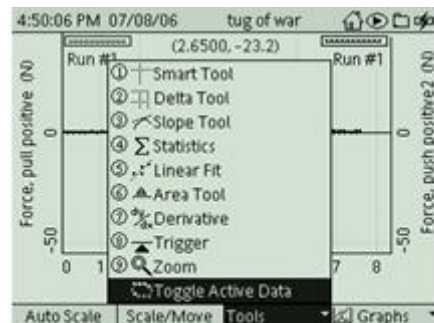 4:50:06 PM 07/08/06 tug of war
(2.6500, -23.2)
Run #1 Run #1
Force, pull positive (N)
0
-50
① Smart Tool
② Delta Tool
③ Slope Tool
④ Σ Statistics
⑤ Linear Fit
⑥ Area Tool
⑦ Derivative
⑧ Trigger
⑨ Zoom
Toggle Active Data
Force, push positive2 (N)
0
-50
0 1 7 8
Auto Scale Scale/Move Tools Graphs